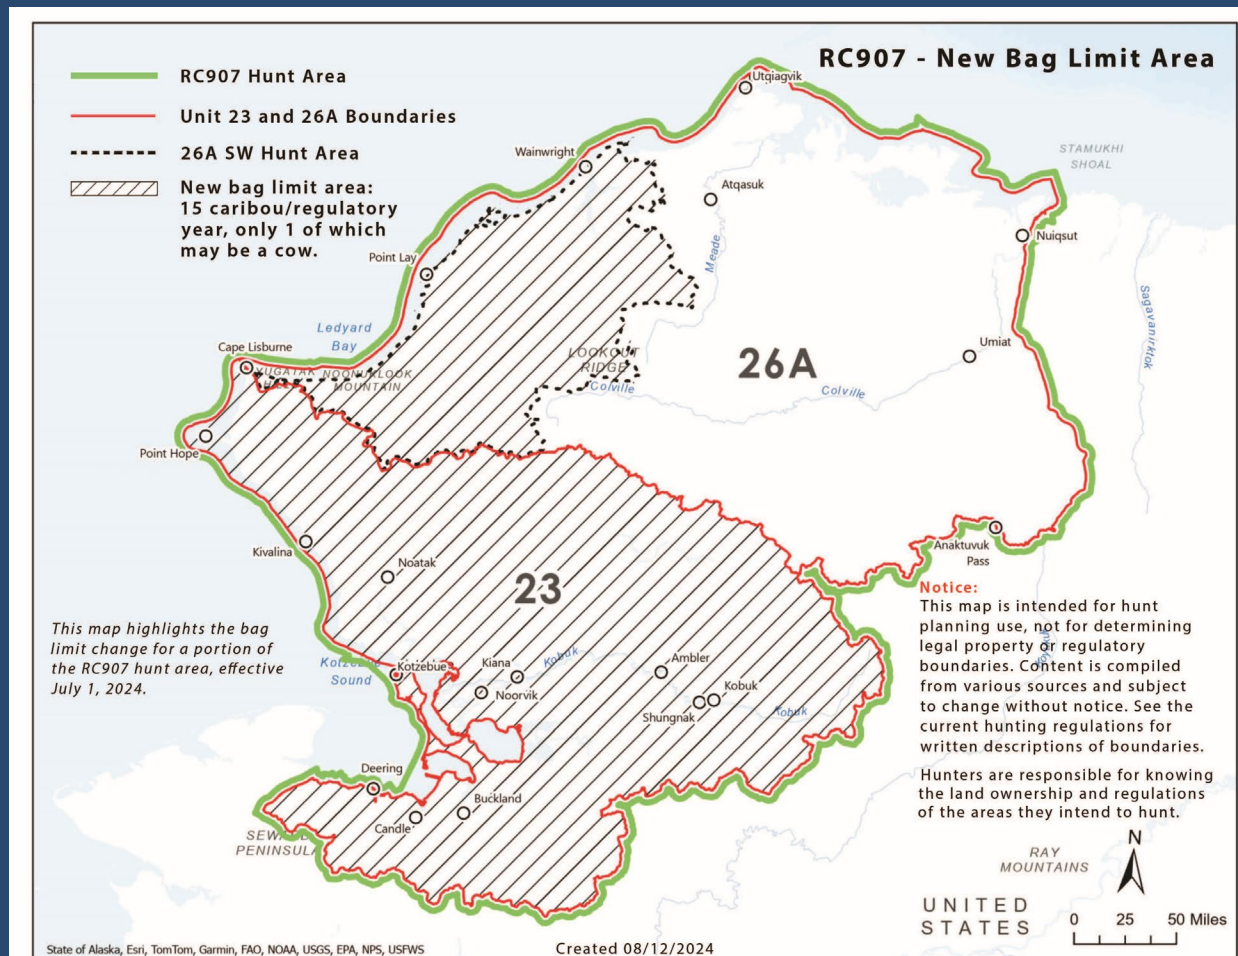 RC907 - New Bag Limit Area
RC907 Hunt Area
Unit 23 and 26A Boundaries
26A SW Hunt Area
New bag limit area:
15 caribou/regulatory
year, only 1 of which
may be a cow.
Utqiagvik
Wainwright
STAMUKHI
SHOAL
Atqasuk
Nuiqsut
Meade
Point Lay
Sagavanirktok
Ledyard
Bay
Cape Lisburne
NOONUALOOK
MOUNTAIN
LOOKOUT
RIDGE
Colville
26A
Umiat
Colville
Point Hope
Kivalina
Noatak
23
Anaktuvuk
Pass
This map highlights the bag
limit change for a portion of
the RC907 hunt area, effective
July 1, 2024.
Kotzebue
Sound
Kotzebue
Kiana
Kobuk
Noorvik
Ambler
Kobuk
Shungnak
Kobuk
Deering
Candle
Buckland
SEWARD
PENINSULA
Notice:
This map is intended for hunt
planning use, not for determining
legal property or regulatory
boundaries. Content is compiled
from various sources and subject
to change without notice. See the
current hunting regulations for
written descriptions of boundaries.
Hunters are responsible for knowing
the land ownership and regulations
of the areas they intend to hunt.
RAY
MOUNTAINS
N
UNITED
STATES
0 25 50 Miles
State of Alaska, Esri, TomTom, Garmin, FAO, NOAA, USGS, EPA, NPS, USFWS
Created 08/12/2024